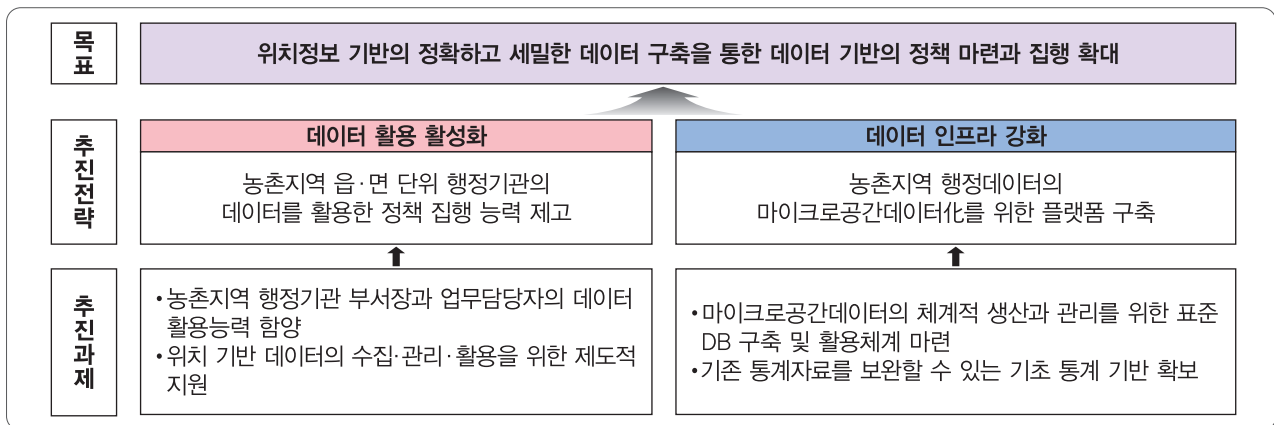 목표
위치정보 기반의 정확하고 세밀한 데이터 구축을 통한 데이터 기반의 정책 마련과 집행 확대
추진전략
데이터 활용 활성화
농촌지역 읍·면 단위 행정기관의
데이터를 활용한 정책 집행 능력 제고
데이터 인프라 강화
농촌지역 행정데이터의
마이크로공간데이터化를 위한 플랫폼 구축
추진과제
•농촌지역 행정기관 부서장과 업무담당자의 데이터
활용능력 함양
•위치 기반 데이터의 수집·관리·활용을 위한 제도적
지원
•마이크로공간데이터의 체계적 생산과 관리를 위한 표준
DB 구축 및 활용체계 마련
•기존 통계자료를 보완할 수 있는 기초 통계 기반 확보